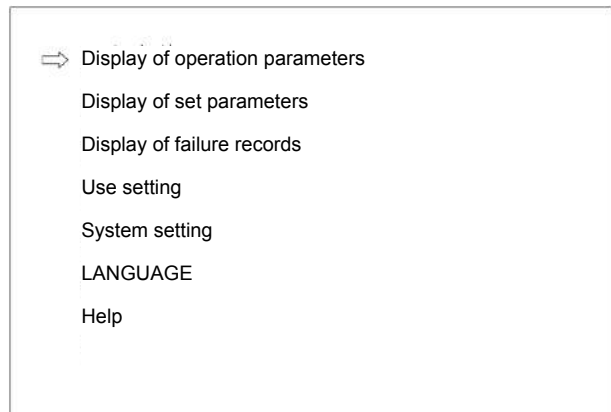 Display of operation parameters
Display of set parameters
Display of failure records
Use setting
System setting
LANGUAGE
Help